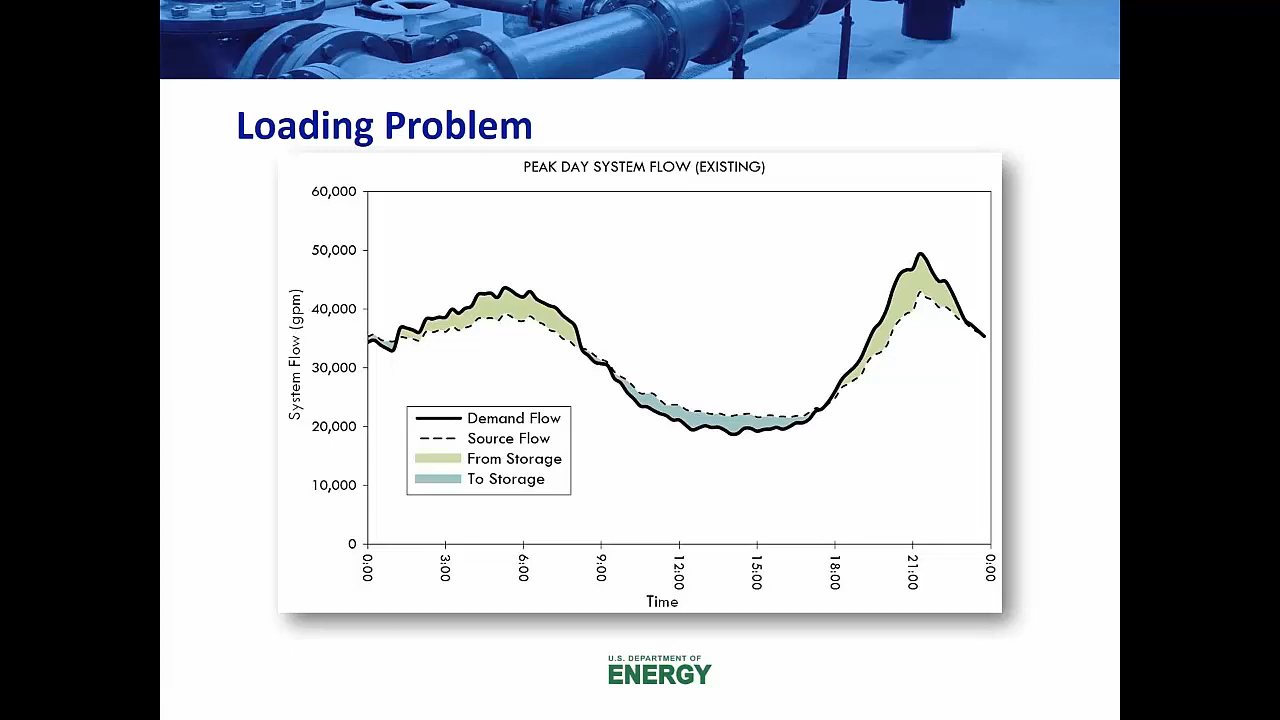 Loading Problem
PEAK DAY SYSTEM FLOW (EXISTING)
60,000
50,000
40,000
30,000
20,000
10,000
0
System Flow (gpm)
Demand Flow
Source Flow
From Storage
To Storage
0:00
3:00
6:00
9:00
12:00
15:00
18:00
21:00
0:00
Time
U.S. DEPARTMENT OF
ENERGY